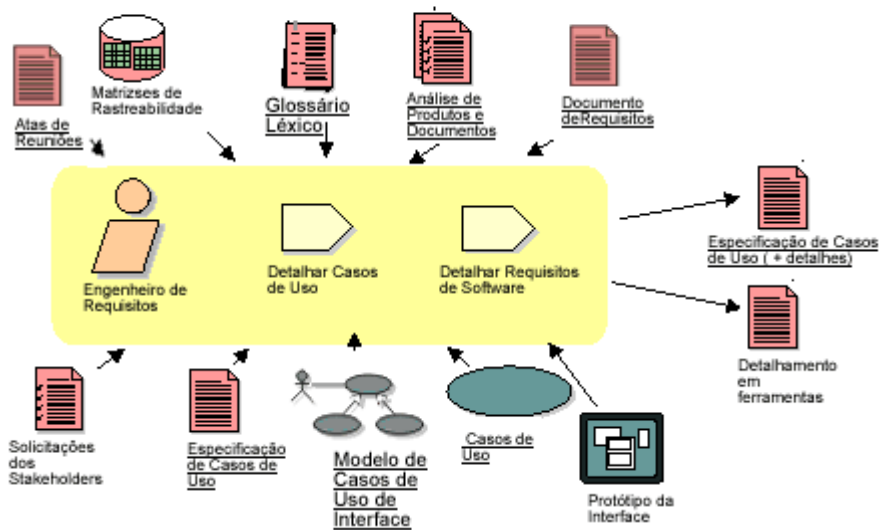 Atas de
Reuniões
Matrizses de
Rastreabilidade
Glossário
Léxico
Análise de
Produtos e
Documentos
Documento
deRequisitos
Engenheiro de
Requisitos
Detalhar Casos
de Uso
Detalhar Requisitos
de Software
Especificação de Casos
de Uso ( + detalhes)
Detalhamento
em
ferramentas
Solicitações
dos
Stakeholders
Especificação
de Casos de
Uso
Modelo de
Casos de
Uso de
Interface
Casos de
Uso
Protótipo da
Interface